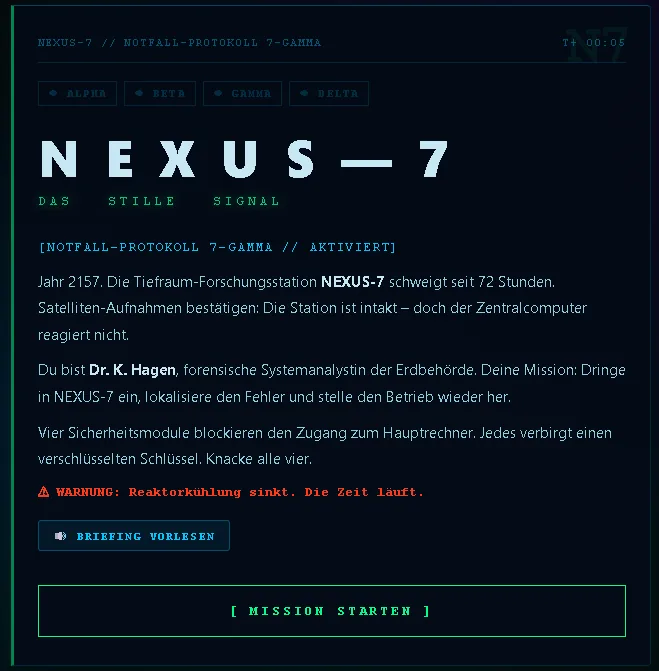 NEXUS-7 // NOTFALL-PROTOKOLL 7-GAMMA
N7
T+ 00:05
ALPHA BETA GAMMA DELTA
NEXUS—7
DAS STILLE SIGNAL
[NOTFALL-PROTOKOLL 7-GAMMA // AKTIVIERT]
Jahr 2157. Die Tiefraum-Forschungsstation NEXUS-7 schweigt seit 72 Stunden.
Satelliten-Aufnahmen bestätigen: Die Station ist intakt – doch der Zentralcomputer
reagiert nicht.
Du bist Dr. K. Hagen, forensische Systemanalystin der Erdbehörde. Deine Mission: Dringe
in NEXUS-7 ein, lokalisiere den Fehler und stelle den Betrieb wieder her.
Vier Sicherheitsmodule blockieren den Zugang zum Hauptrechner. Jedes verbirgt einen
verschlüsselten Schlüssel. Knacke alle vier.
⚠ WARNUNG: Reaktorkühlung sinkt. Die Zeit läuft.
BRIEFING VORLESEN
[ MISSION STARTEN ]